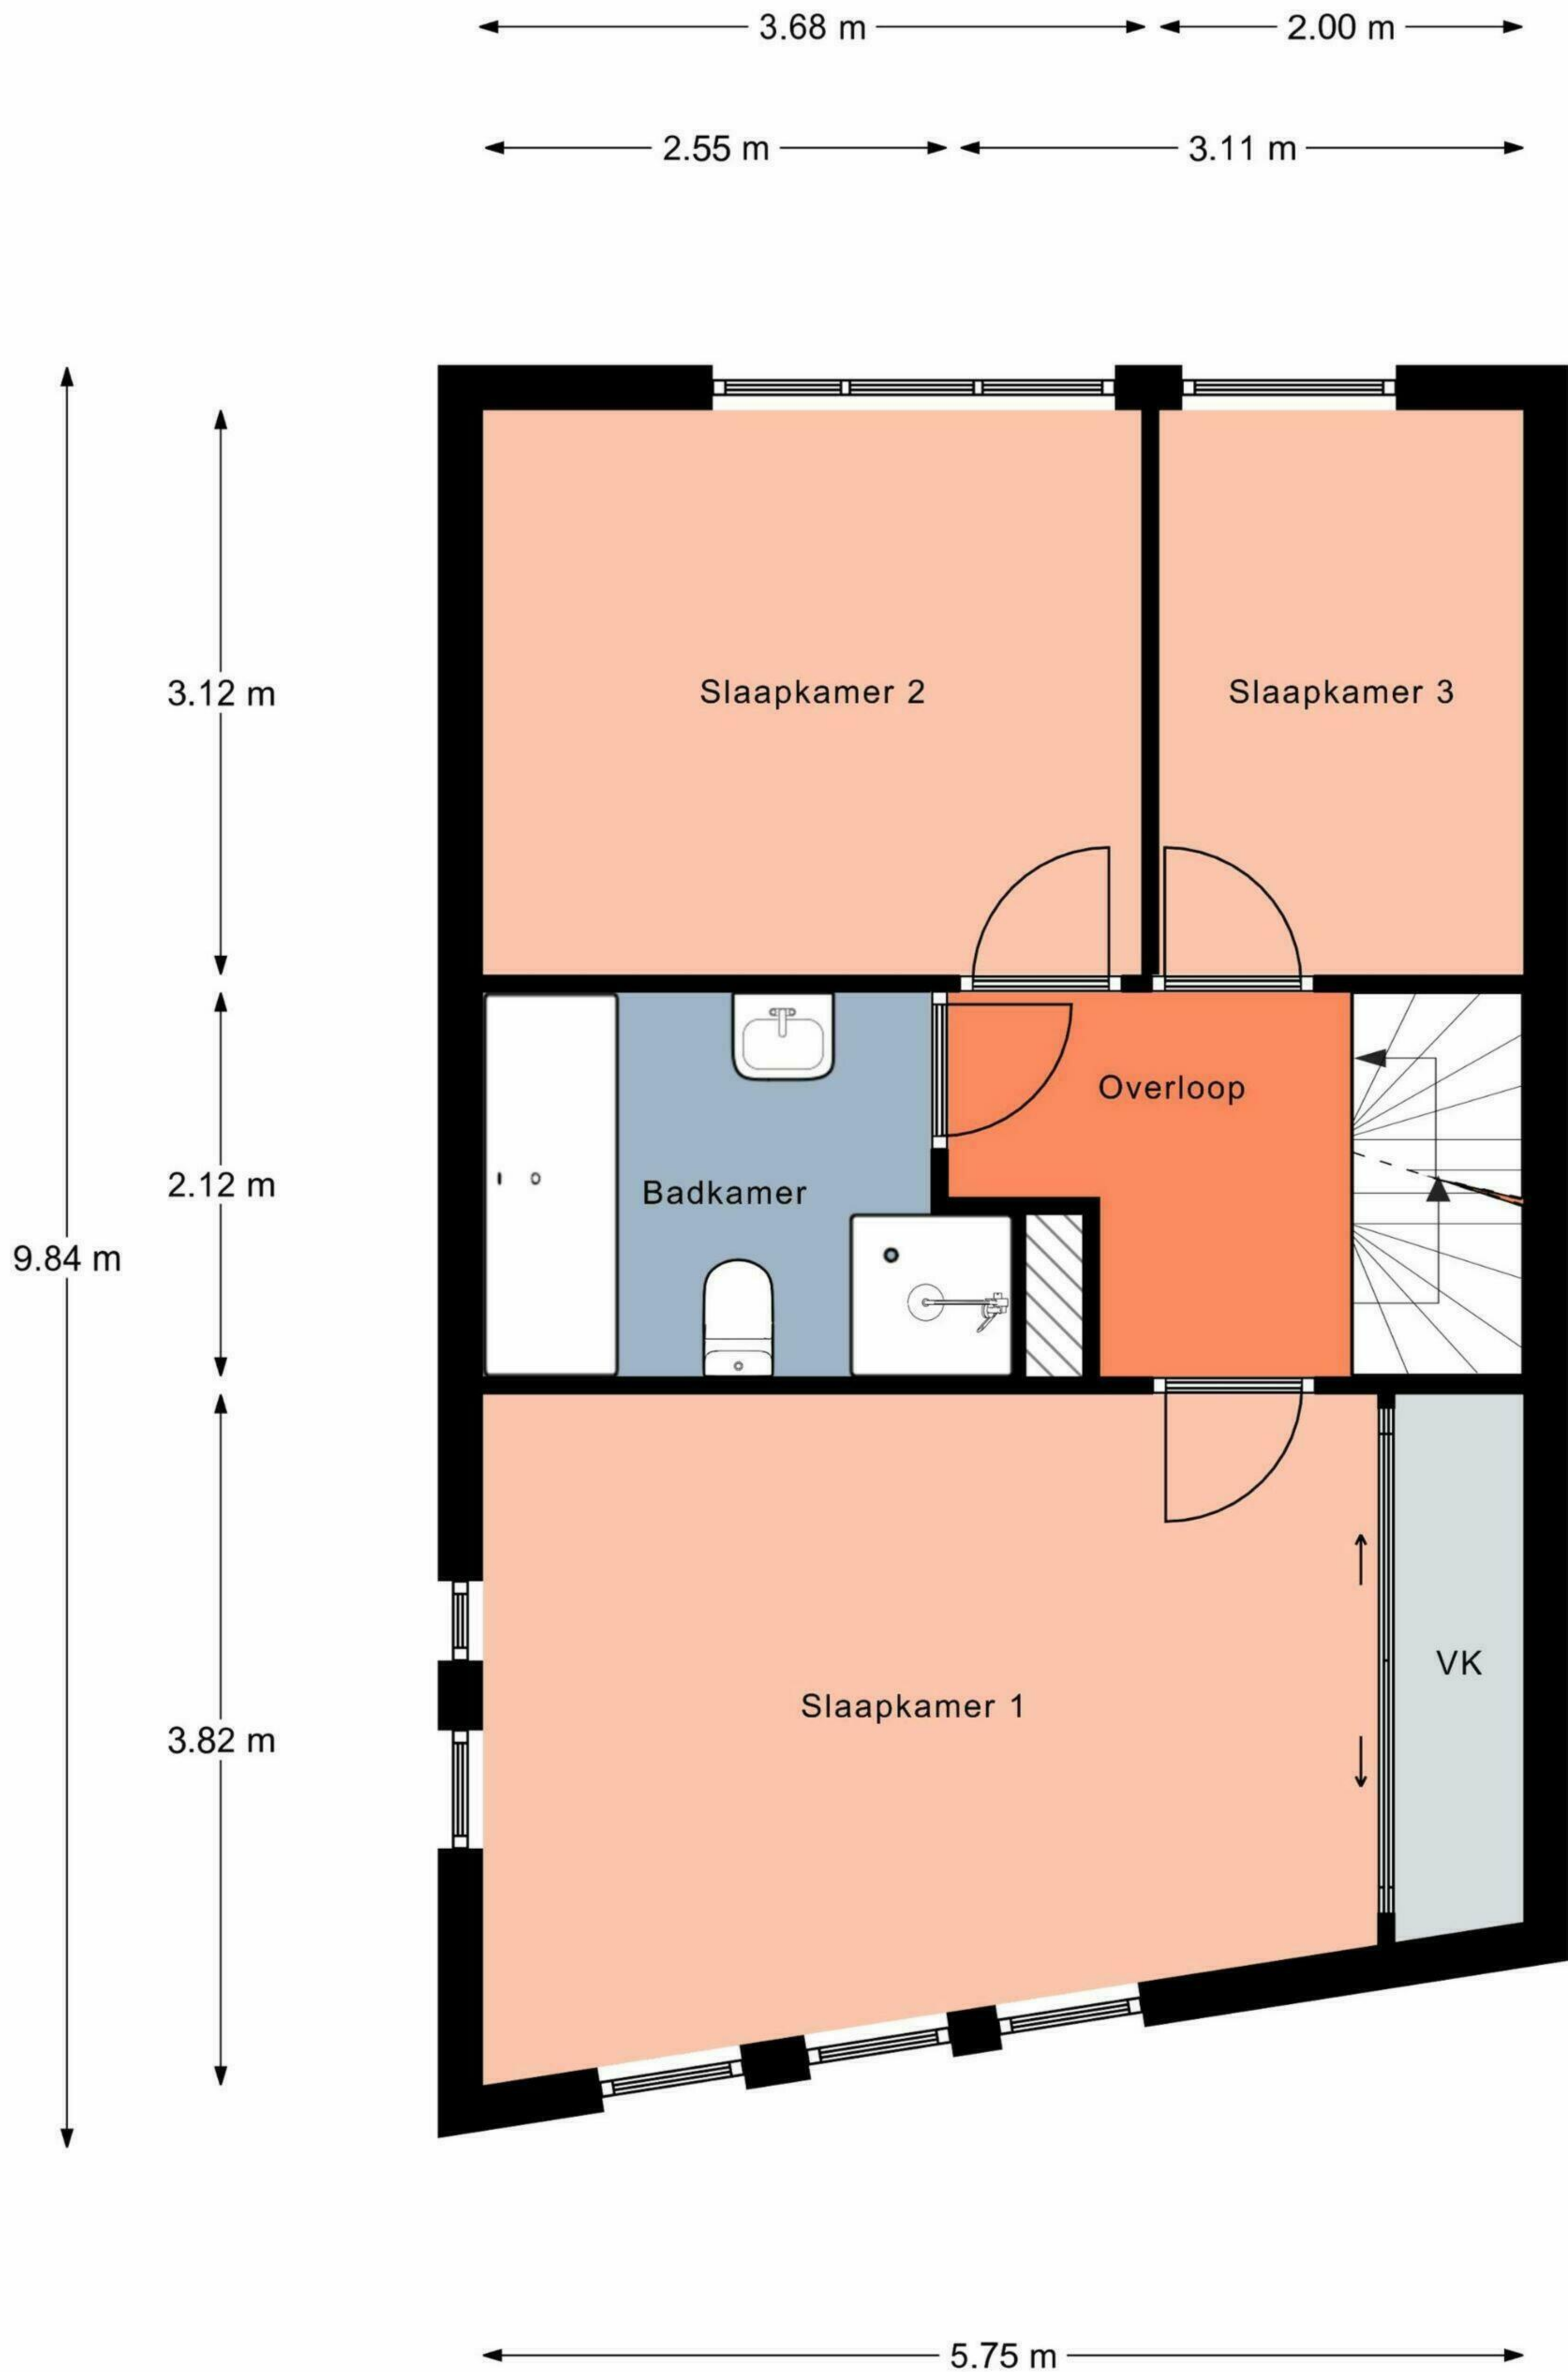 3.68 m
2.00 m
2.55 m
3.11 m
3.12 m
Slaapkamer 2
Slaapkamer 3
Overloop
2.12 m
Badkamer
9.84 m
VK
Slaapkamer 1
3.82 m
5.75 m